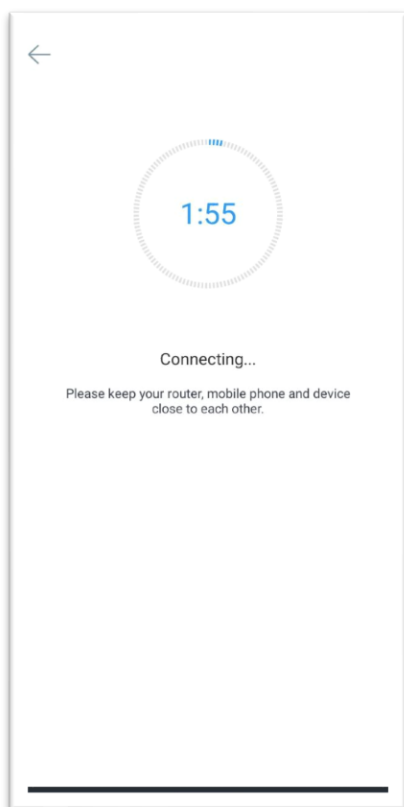 1:55
Connecting...
Please keep your router, mobile phone and device
close to each other.